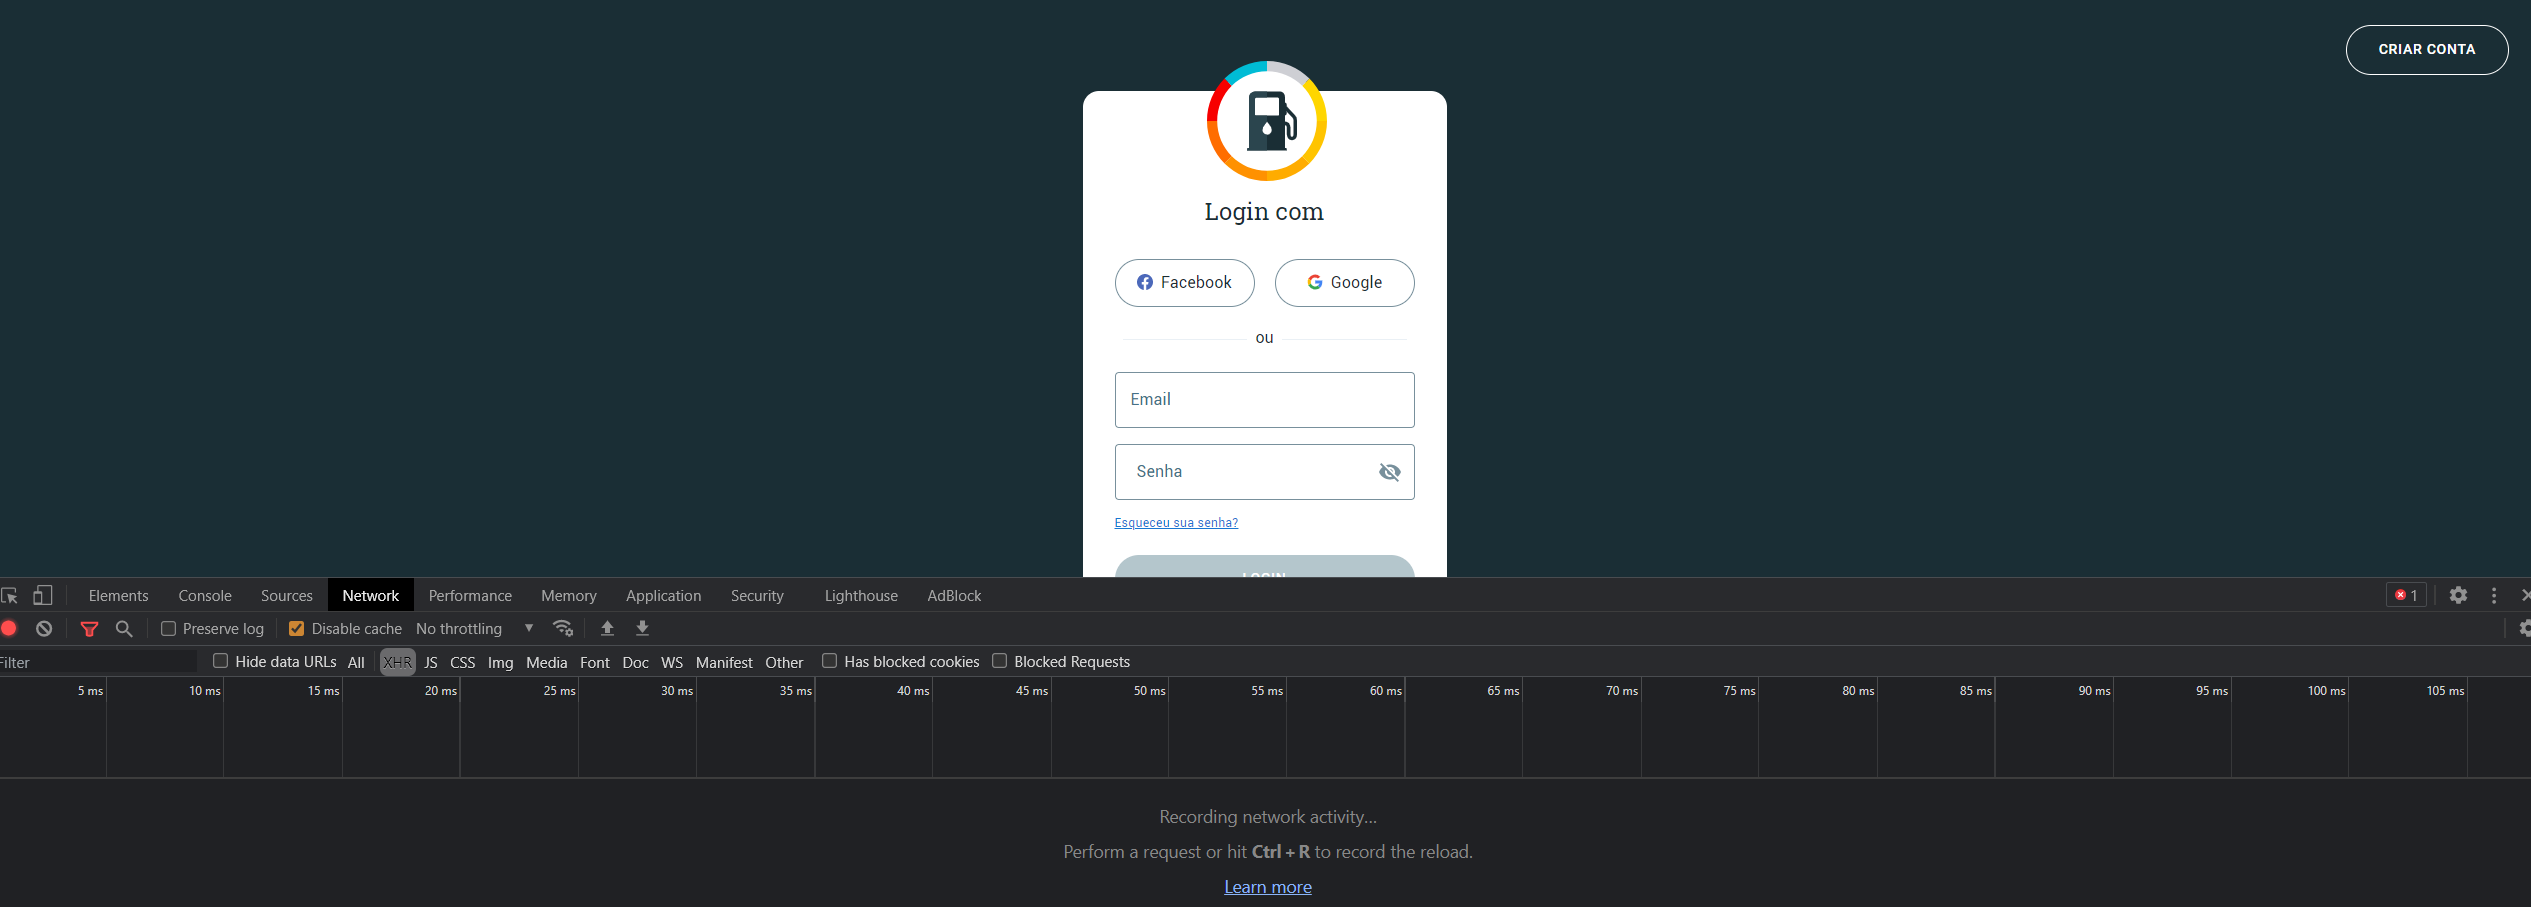 CRIAR CONTA
Login com
Facebook Google
ou
Email
Senha
Esqueceu sua senha?
LOGIN
Elements Console Sources Network Performance Memory Application Security Lighthouse AdBlock 1
Preserve log Disable cache No throttling
Filter Hide data URLs All XHR JS CSS Img Media Font Doc WS Manifest Other Has blocked cookies Blocked Requests
5 ms 10 ms 15 ms 20 ms 25 ms 30 ms 35 ms 40 ms 45 ms 50 ms 55 ms 60 ms 65 ms 70 ms 75 ms 80 ms 85 ms 90 ms 95 ms 100 ms 105 ms
Recording network activity...
Perform a request or hit Ctrl + R to record the reload.
Learn more